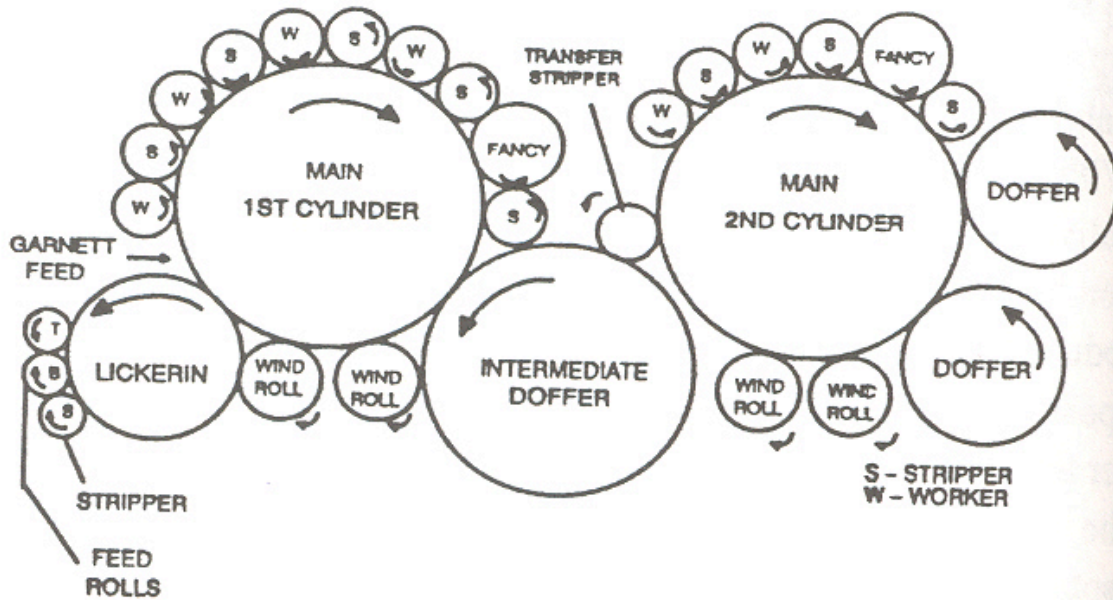 W
S
W
S
W
S
W
S
FANCY
S
MAIN
1ST CYLINDER
GARNETT
FEED
T
B
S
LICKERIN
STRIPPER
FEED
ROLLS
WIND
ROLL
WIND
ROLL
INTERMEDIATE
DOFFER
TRANSFER
STRIPPER
W
S
W
S
FANCY
S
MAIN
2ND CYLINDER
DOFFER
DOFFER
WIND
ROLL
WIND
ROLL
S - STRIPPER
W - WORKER